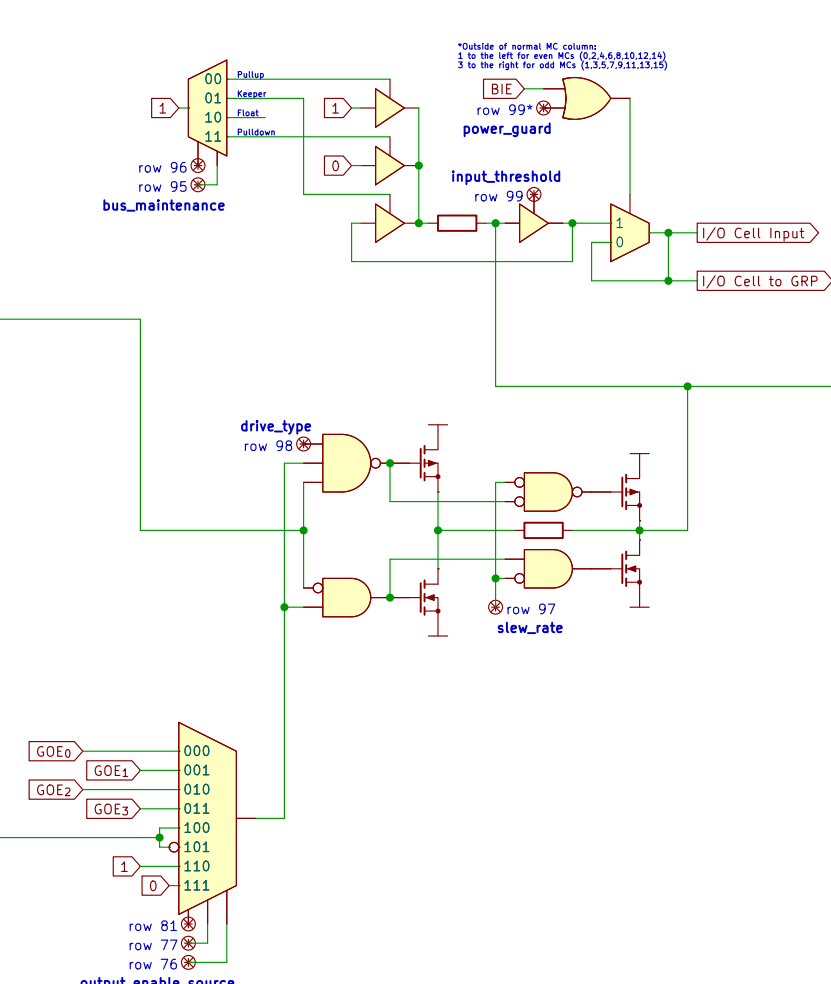 *Outside of normal MC column:
1 to the left for even MCs (0,2,4,6,8,10,12,14)
3 to the right for odd MCs (1,3,5,7,9,11,13,15)
BIE
row 99*
power_guard
1
00
01
10
11
Pullup
Keeper
Float
Pulldown
row 96
row 95
bus_maintenance
1
0
input_threshold
row 99
1
0
I/O Cell Input
I/O Cell to GRP
drive_type
row 98
row 97
slew_rate
GOE0
GOE1
GOE2
GOE3
1
0
000
001
010
011
100
101
110
111
row 81
row 77
row 76
output_enable_source